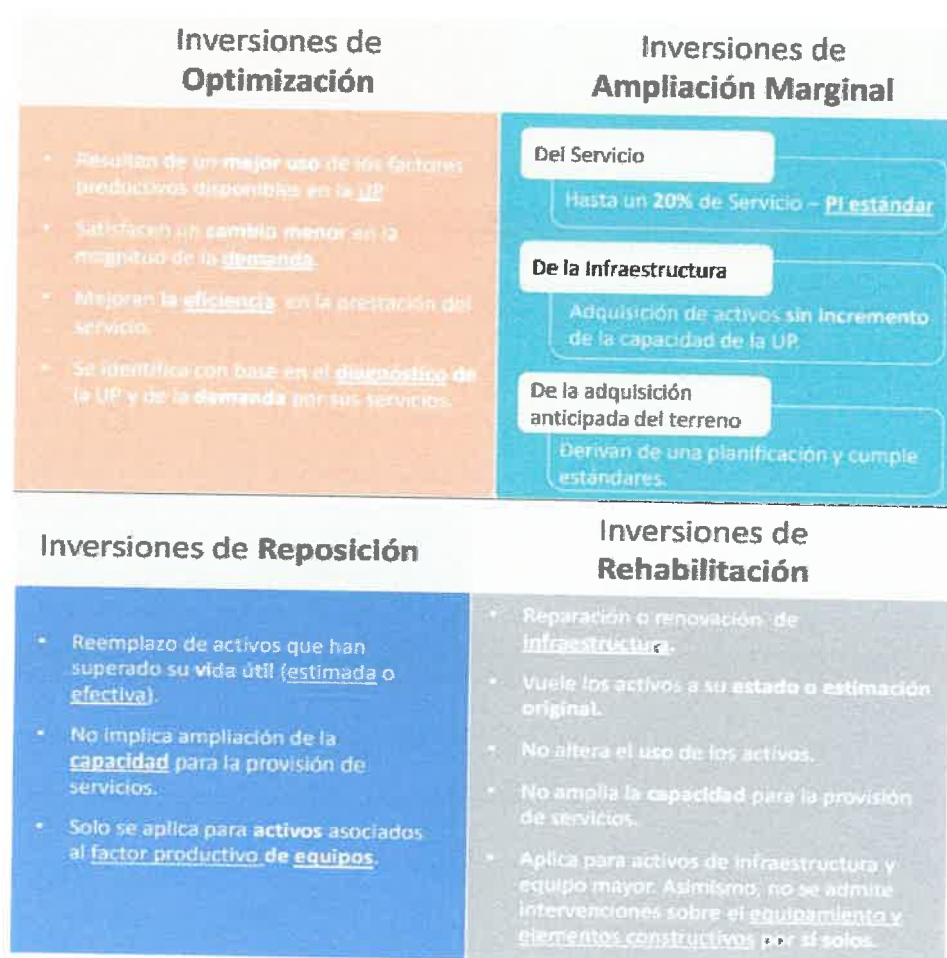 Inversiones de
Optimización
• Resultan de un mejor uso de los factores
productivos disponibles en la UP
• Satisfacen un cambio menor en la
magnitud de la demanda.
• Mejoran la eficiencia en la prestación del
servicio.
• Se identifica con base en el diagnóstico de
la UP y de la demanda por sus servicios.
Inversiones de
Ampliación Marginal
Del Servicio
Hasta un 20% de Servicio – PI estándar
De la Infraestructura
Adquisición de activos sin incremento
de la capacidad de la UP.
De la adquisición
anticipada del terreno
Derivan de una planificación y cumple
estándares.
Inversiones de Reposición
• Reemplazo de activos que han
superado su vida útil (estimada o
efectiva).
• No implica ampliación de la
capacidad para la provisión de
servicios.
• Solo se aplica para activos asociados
al factor productivo de equipos.
Inversiones de
Rehabilitación
• Reparación o renovación de
infraestructura.
• Vuele los activos a su estado o estimación
original.
• No altera el uso de los activos.
• No amplia la capacidad para la provisión
de servicios.
• Aplica para activos de infraestructura y
equipo mayor. Asimismo, no se admite
intervenciones sobre el equipamiento y
elementos constructivos por sí solos.